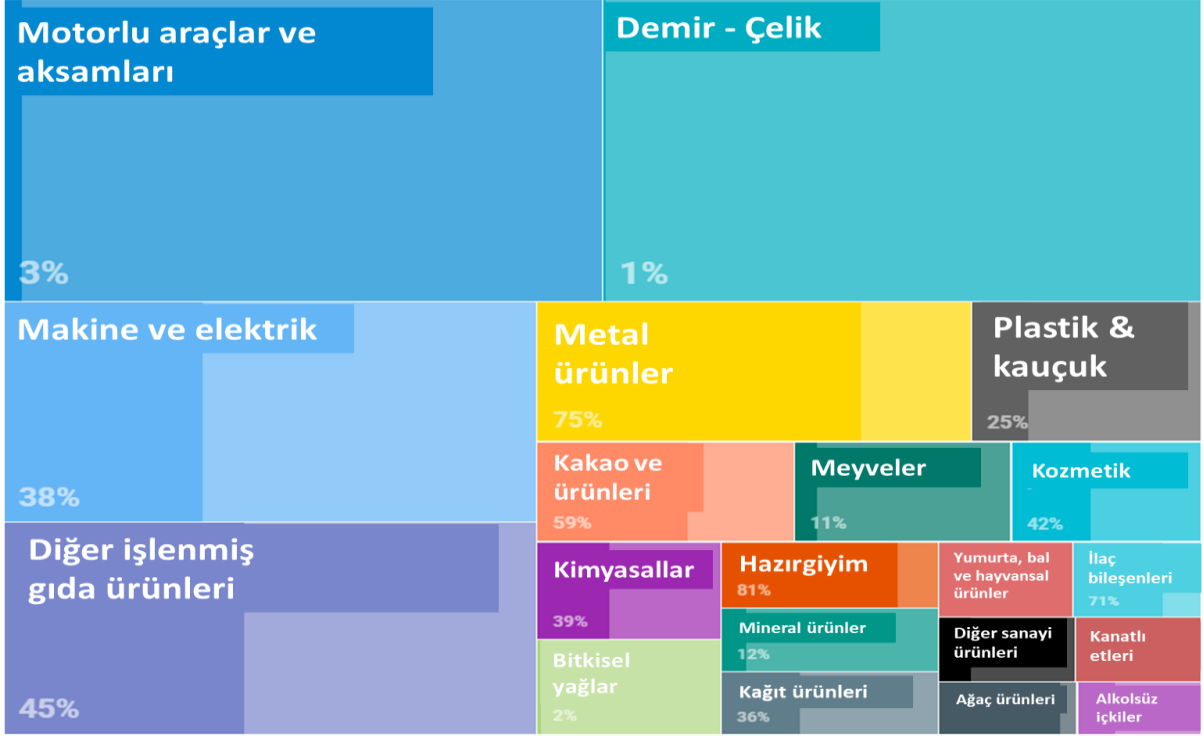 Motorlu araçlar ve
aksamları
3%
Demir - Çelik
1%
Makine ve elektrik
38%
Metal
ürünler
75%
Plastik &
kauçuk
25%
Kakao ve
ürünleri
59%
Meyveler
11%
Kozmetik
42%
Diğer işlenmiş
gıda ürünleri
45%
Kimyasallar
39%
Hazırgiyim
81%
Yumurta, bal
ve hayvansal
ürünler
İlaç
bileşenleri
71%
Mineral ürünler
12%
Diğer sanayi
ürünleri
Kanatlı
etleri
Bitkisel
yağlar
2%
Kağıt ürünleri
36%
Ağaç ürünleri
Alkolsüz
içkiler